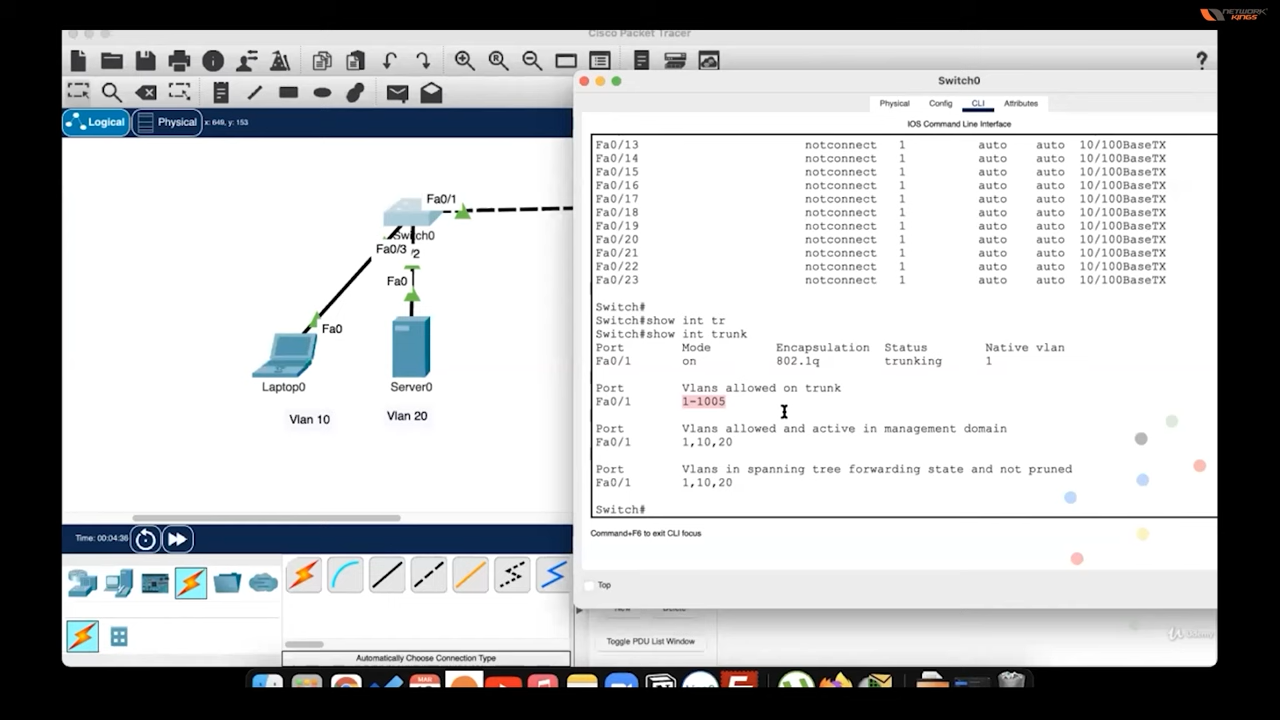 NETWORK
KINGS
Cisco Packet Tracer
?
Logical
Physical
x: 649, y: 153
Fa0/1
Switch0
Fa0/3
2
Fa0
Fa0
Laptop0
Server0
Vlan 10
Vlan 20
Time: 00:04:36
Automatically Choose Connection Type
Switch0
Physical
Config
CLI
Attributes
IOS Command Line Interface
Fa0/13 notconnect 1 auto auto 10/100BaseTX
Fa0/14 notconnect 1 auto auto 10/100BaseTX
Fa0/15 notconnect 1 auto auto 10/100BaseTX
Fa0/16 notconnect 1 auto auto 10/100BaseTX
Fa0/17 notconnect 1 auto auto 10/100BaseTX
Fa0/18 notconnect 1 auto auto 10/100BaseTX
Fa0/19 notconnect 1 auto auto 10/100BaseTX
Fa0/20 notconnect 1 auto auto 10/100BaseTX
Fa0/21 notconnect 1 auto auto 10/100BaseTX
Fa0/22 notconnect 1 auto auto 10/100BaseTX
Fa0/23 notconnect 1 auto auto 10/100BaseTX
Switch#
Switch#show int tr
Switch#show int trunk
Port Mode Encapsulation Status Native vlan
Fa0/1 on 802.1q trunking 1
Port Vlans allowed on trunk
Fa0/1 1-1005
Port Vlans allowed and active in management domain
Fa0/1 1,10,20
Port Vlans in spanning tree forwarding state and not pruned
Fa0/1 1,10,20
Switch#
Command+F6 to exit CLI focus
Top
Toggle PDU List Window
Udemy